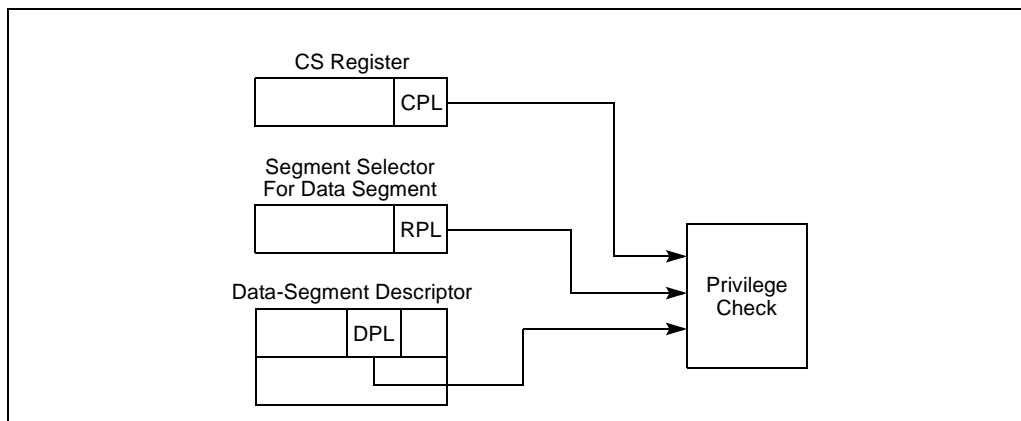 CS Register
CPL
Segment Selector
For Data Segment
RPL
Data-Segment Descriptor
DPL
Privilege
Check